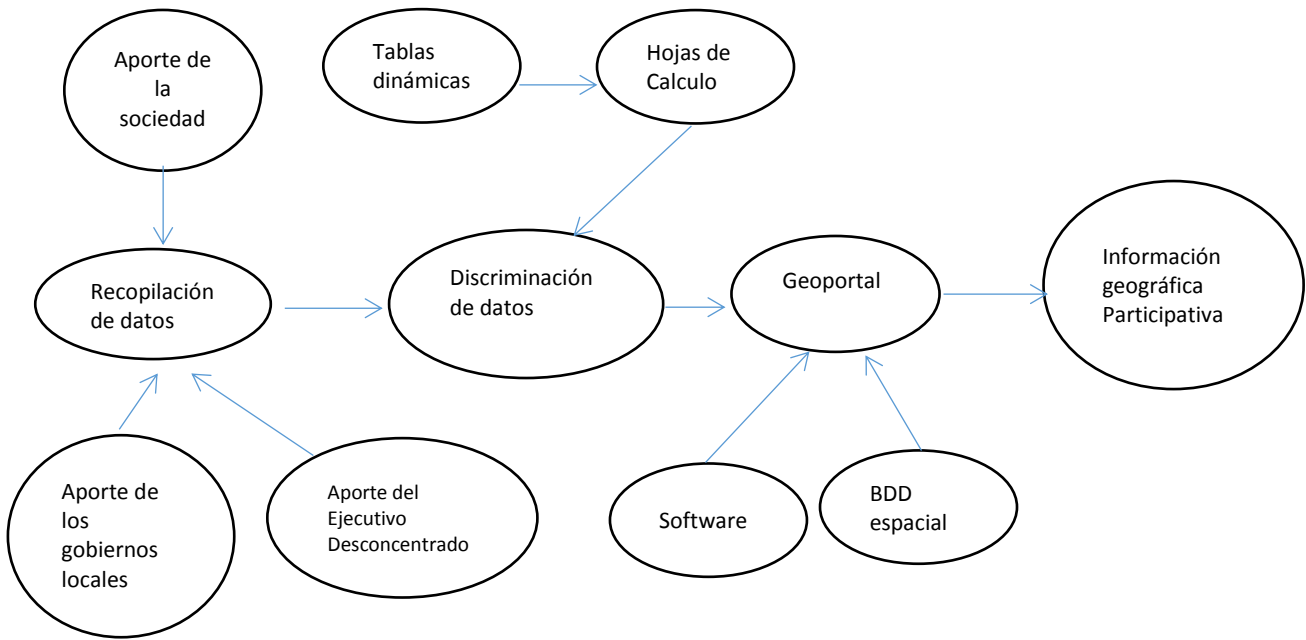 Aporte de
la
sociedad
Tablas
dinámicas
Hojas de
Calculo
Recopilación
de datos
Discriminación
de datos
Geoportal
Información
geográfica
Participativa
Aporte de
los
gobiernos
locales
Aporte del
Ejecutivo
Desconcentrado
Software
BDD
espacial